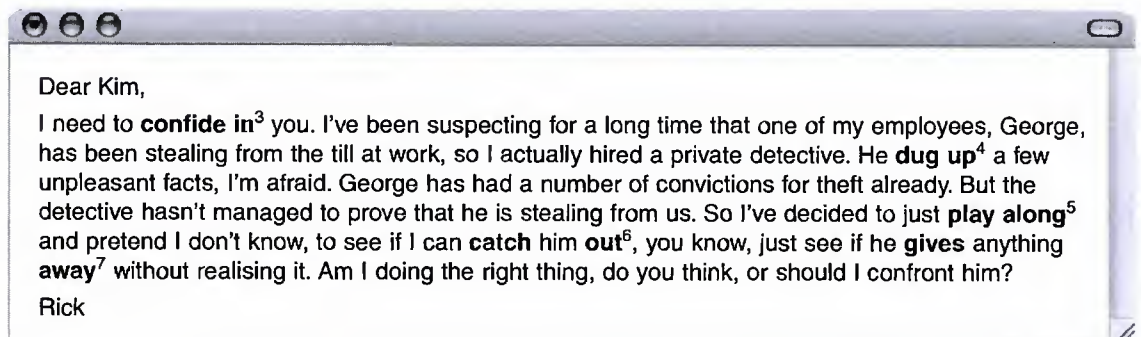 Dear Kim,
I need to confide in³ you. I've been suspecting for a long time that one of my employees, George,
has been stealing from the till at work, so I actually hired a private detective. He dug up⁴ a few
unpleasant facts, I'm afraid. George has had a number of convictions for theft already. But the
detective hasn't managed to prove that he is stealing from us. So I've decided to just play along⁵
and pretend I don't know, to see if I can catch him out⁶, you know, just see if he gives anything
away⁷ without realising it. Am I doing the right thing, do you think, or should I confront him?
Rick